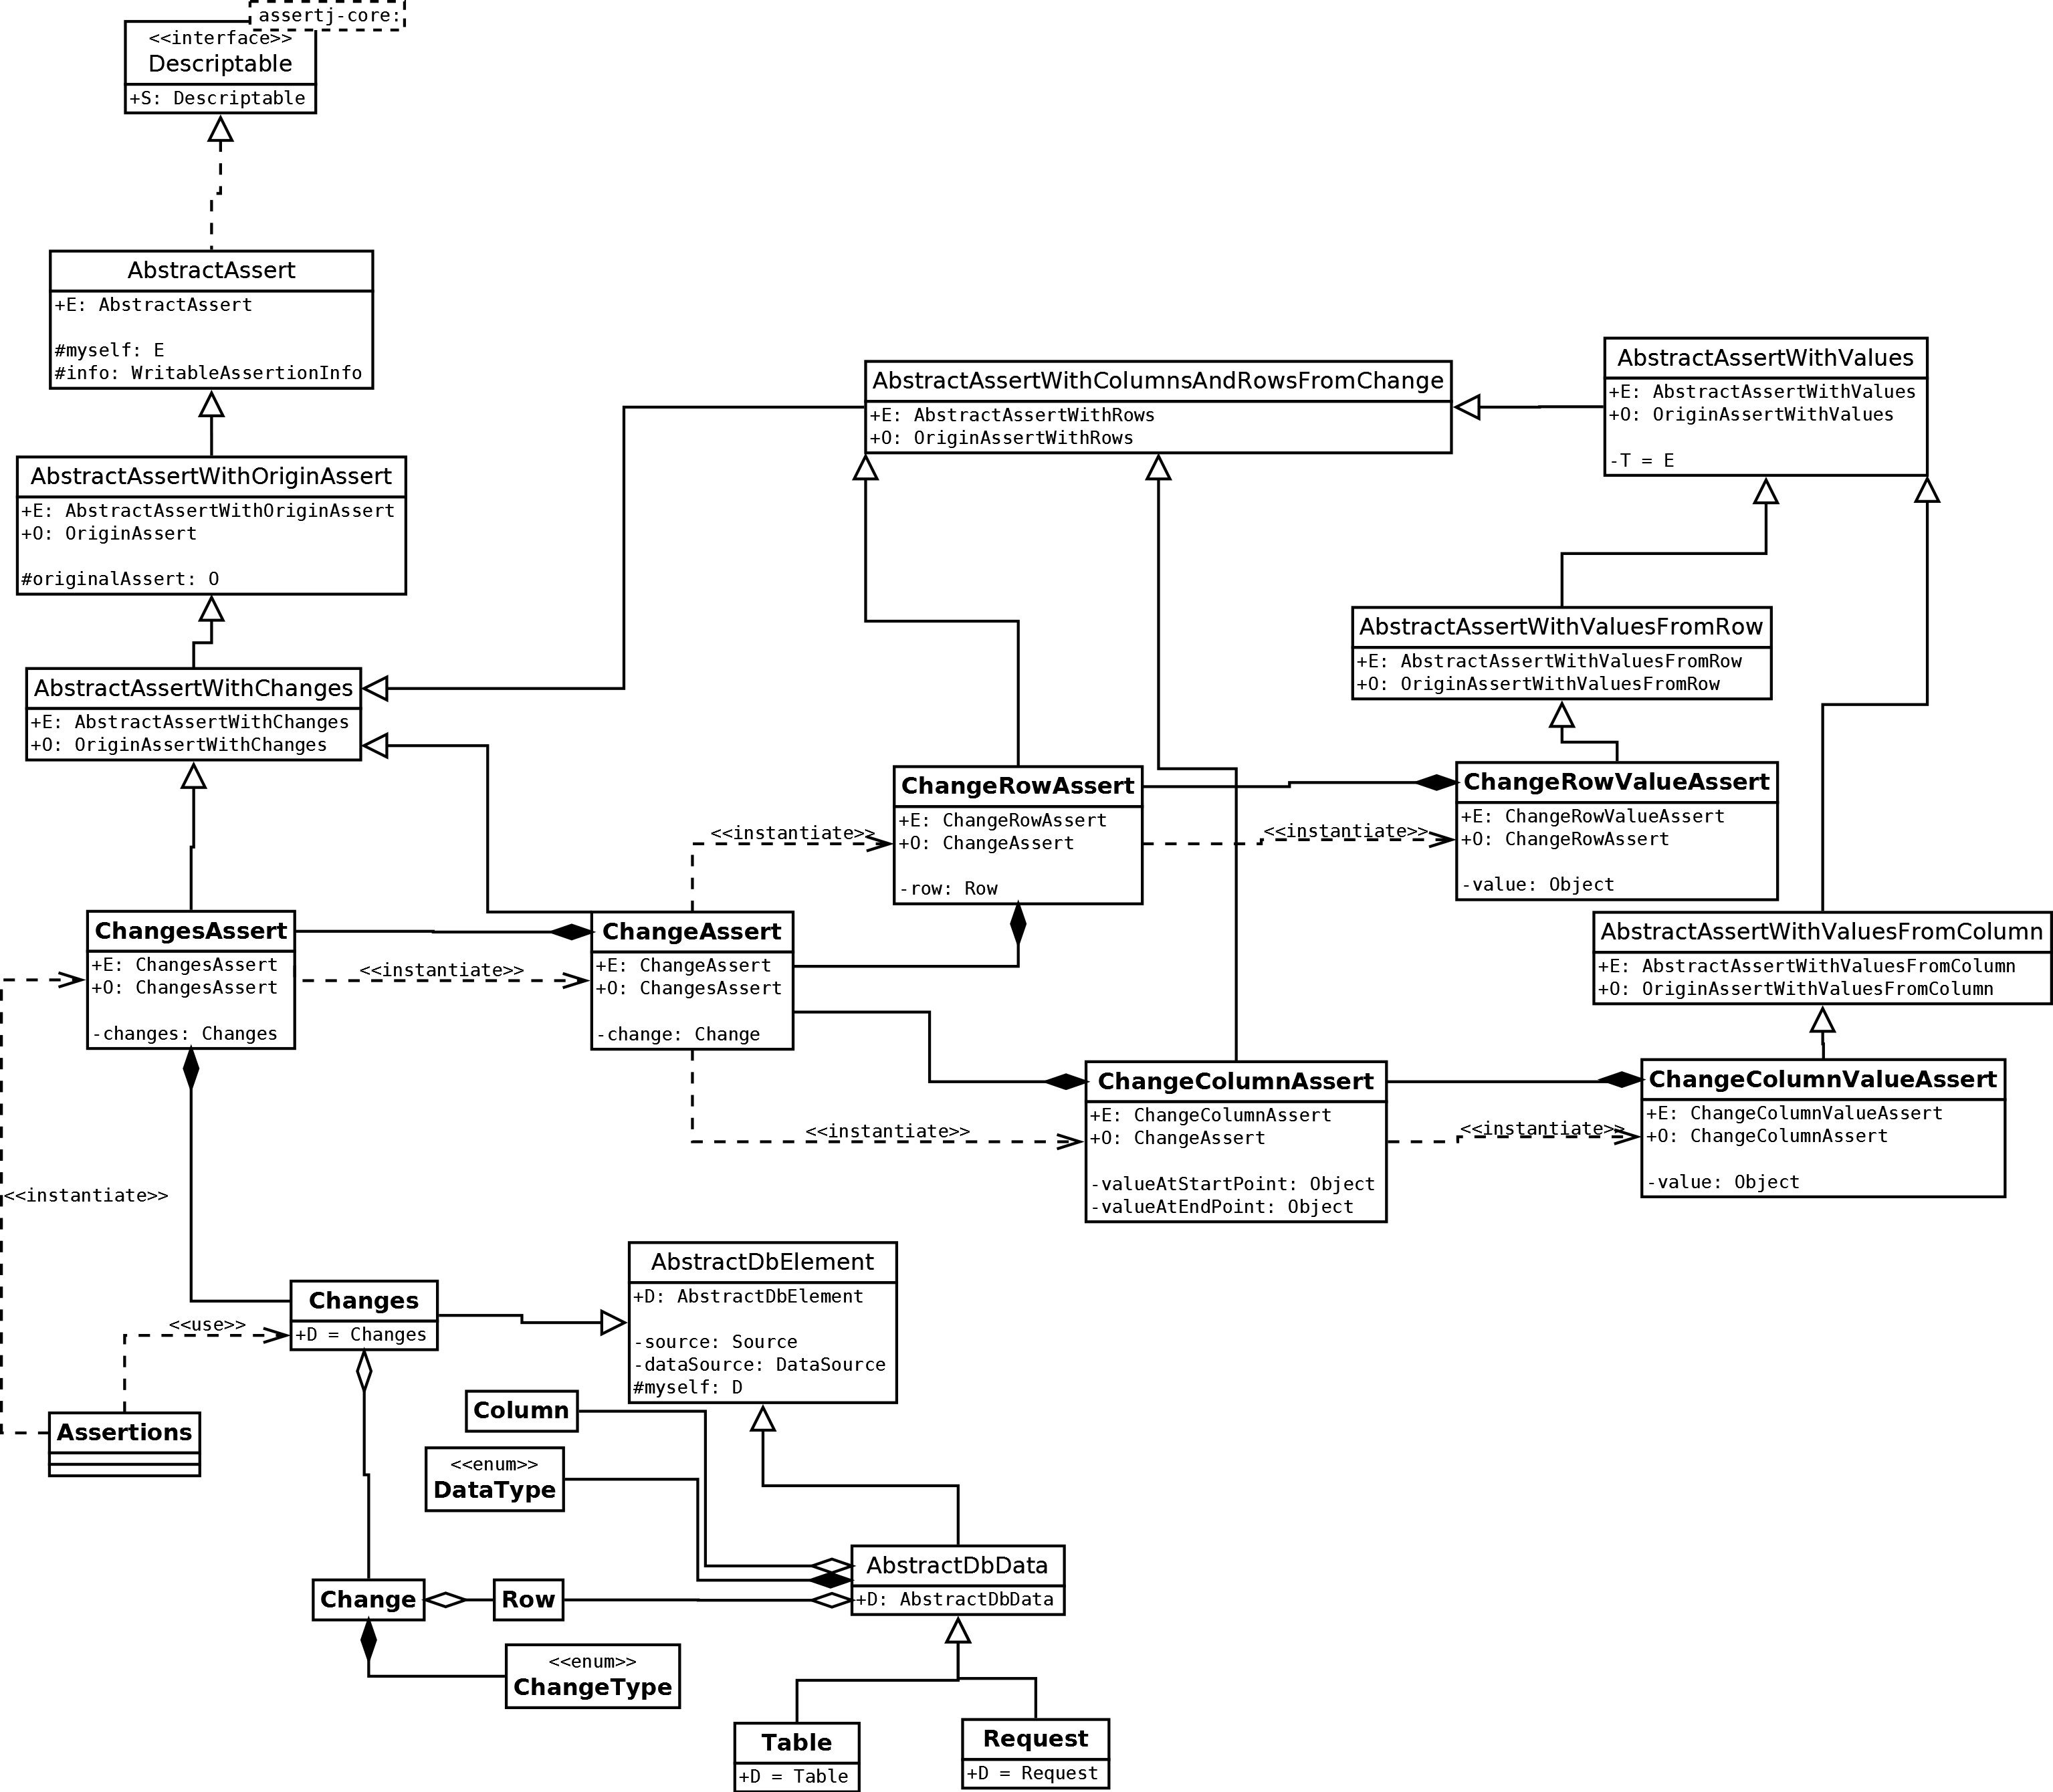 assertj-core:
<<interface>>
Descriptable
+S: Descriptable
AbstractAssert
+E: AbstractAssert
#myself: E
#info: WritableAssertionInfo
AbstractAssertWithColumnsAndRowsFromChange
+E: AbstractAssertWithRows
+O: OriginAssertWithRows
AbstractAssertWithValues
+E: AbstractAssertWithValues
+O: OriginAssertWithValues
-T = E
AbstractAssertWithOriginAssert
+E: AbstractAssertWithOriginAssert
+O: OriginAssert
#originalAssert: O
AbstractAssertWithValuesFromRow
+E: AbstractAssertWithValuesFromRow
+O: OriginAssertWithValuesFromRow
AbstractAssertWithChanges
+E: AbstractAssertWithChanges
+O: OriginAssertWithChanges
ChangeRowAssert
+E: ChangeRowAssert
+O: ChangeAssert
-row: Row
<<instantiate>>
<<instantiate>>
ChangeRowValueAssert
+E: ChangeRowValueAssert
+O: ChangeRowAssert
-value: Object
ChangesAssert
+E: ChangesAssert
+O: ChangesAssert
-changes: Changes
<<instantiate>>
ChangeAssert
+E: ChangeAssert
+O: ChangesAssert
-change: Change
AbstractAssertWithValuesFromColumn
+E: AbstractAssertWithValuesFromColumn
+O: OriginAssertWithValuesFromColumn
<<instantiate>>
ChangeColumnAssert
+E: ChangeColumnAssert
+O: ChangeAssert
-valueAtStartPoint: Object
-valueAtEndPoint: Object
<<instantiate>>
ChangeColumnValueAssert
+E: ChangeColumnValueAssert
+O: ChangeColumnAssert
-value: Object
<<instantiate>>
Changes
+D = Changes
<<use>>
AbstractDbElement
+D: AbstractDbElement
-source: Source
-dataSource: DataSource
#myself: D
Assertions
Column
<<enum>>
DataType
AbstractDbData
+D: AbstractDbData
Change
Row
<<enum>>
ChangeType
Table
+D = Table
Request
+D = Request